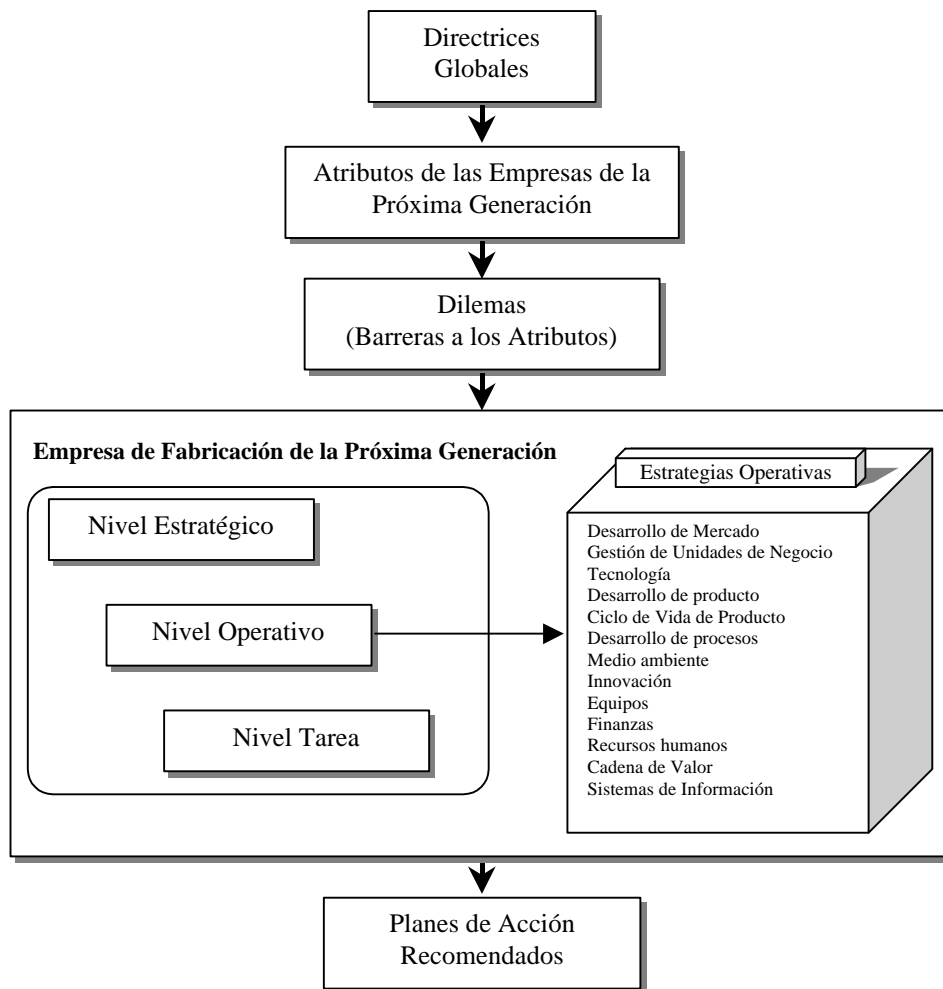 Directrices
Globales
Atributos de las Empresas de la
Próxima Generación
Dilemas
(Barreras a los Atributos)
Empresa de Fabricación de la Próxima Generación
Nivel Estratégico
Nivel Operativo
Nivel Tarea
Estrategias Operativas
Desarrollo de Mercado
Gestión de Unidades de Negocio
Tecnología
Desarrollo de producto
Ciclo de Vida de Producto
Desarrollo de procesos
Medio ambiente
Innovación
Equipos
Finanzas
Recursos humanos
Cadena de Valor
Sistemas de Información
Planes de Acción
Recomendados